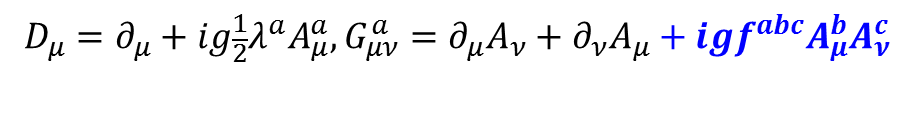 D_μ = ∂_μ + ig½λ^a A^a_μ, G^a_μν = ∂_μ A_ν + ∂_ν A_μ + igf^abc A^b_μ A^c_ν